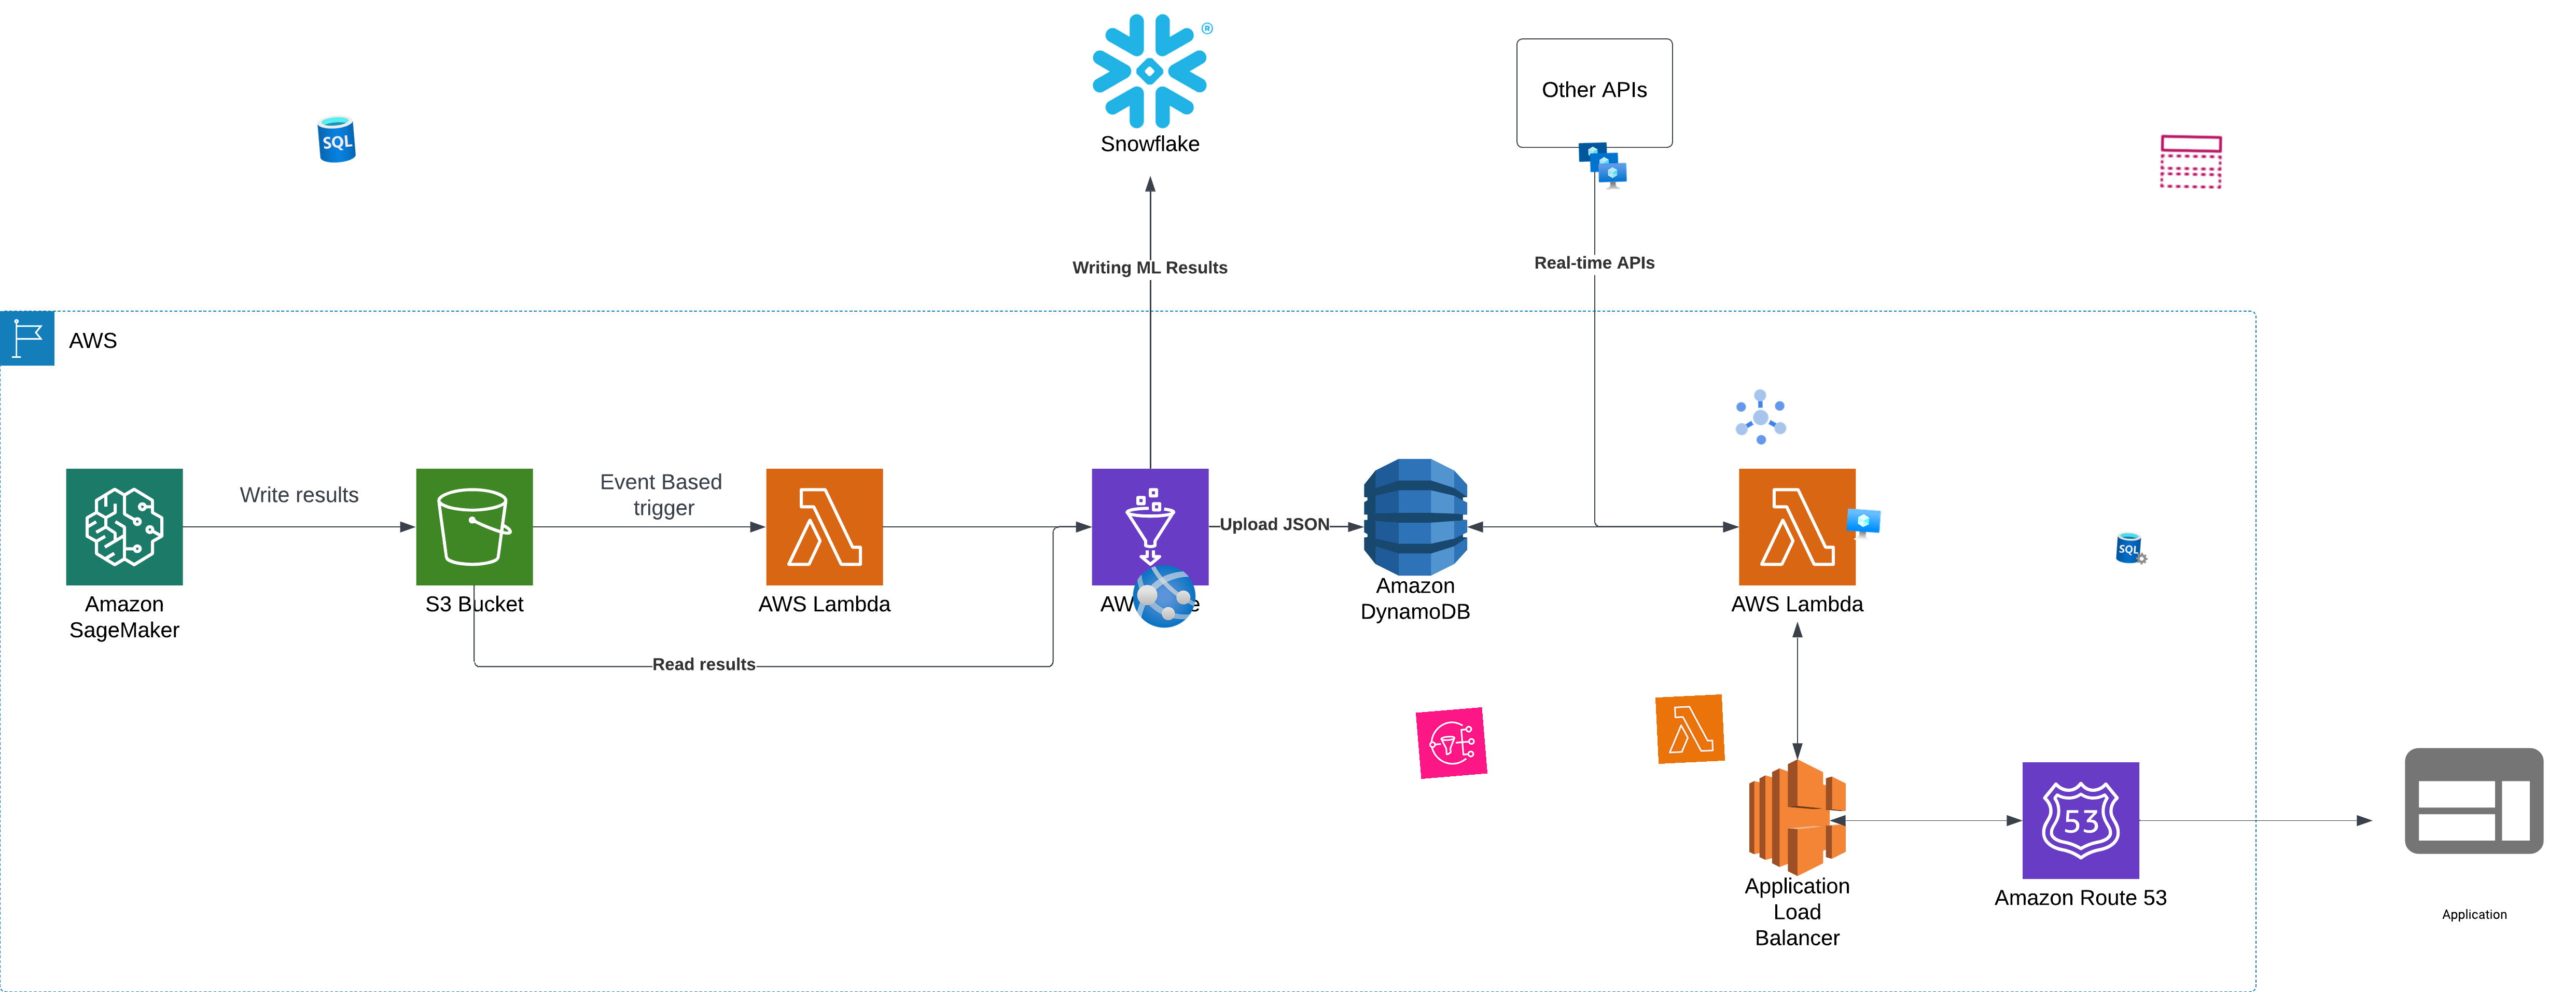 ®
Snowflake
Other APIs
SQL
Writing ML Results
Real-time APIs
AWS
Write results
Event Based
trigger
Upload JSON
SQL
Amazon
SageMaker
S3 Bucket
AWS Lambda
Amazon
DynamoDB
AWS Lambda
Read results
53
Application
Load
Balancer
Amazon Route 53
Application